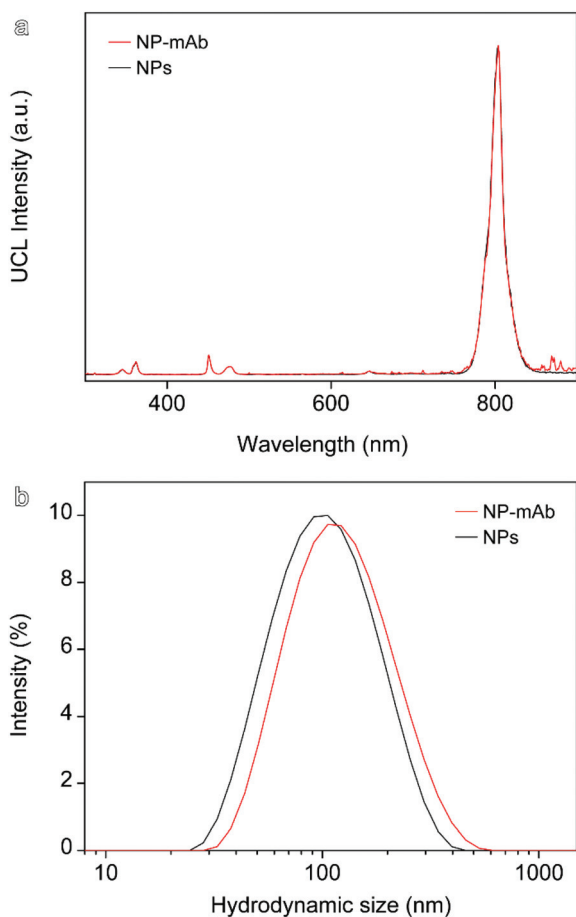 a
NP-mAb
NPs
UCL Intensity (a.u.)
400 600 800
Wavelength (nm)
b
NP-mAb
NPs
10
8
6
4
2
0
Intensity (%)
10 100 1000
Hydrodynamic size (nm)